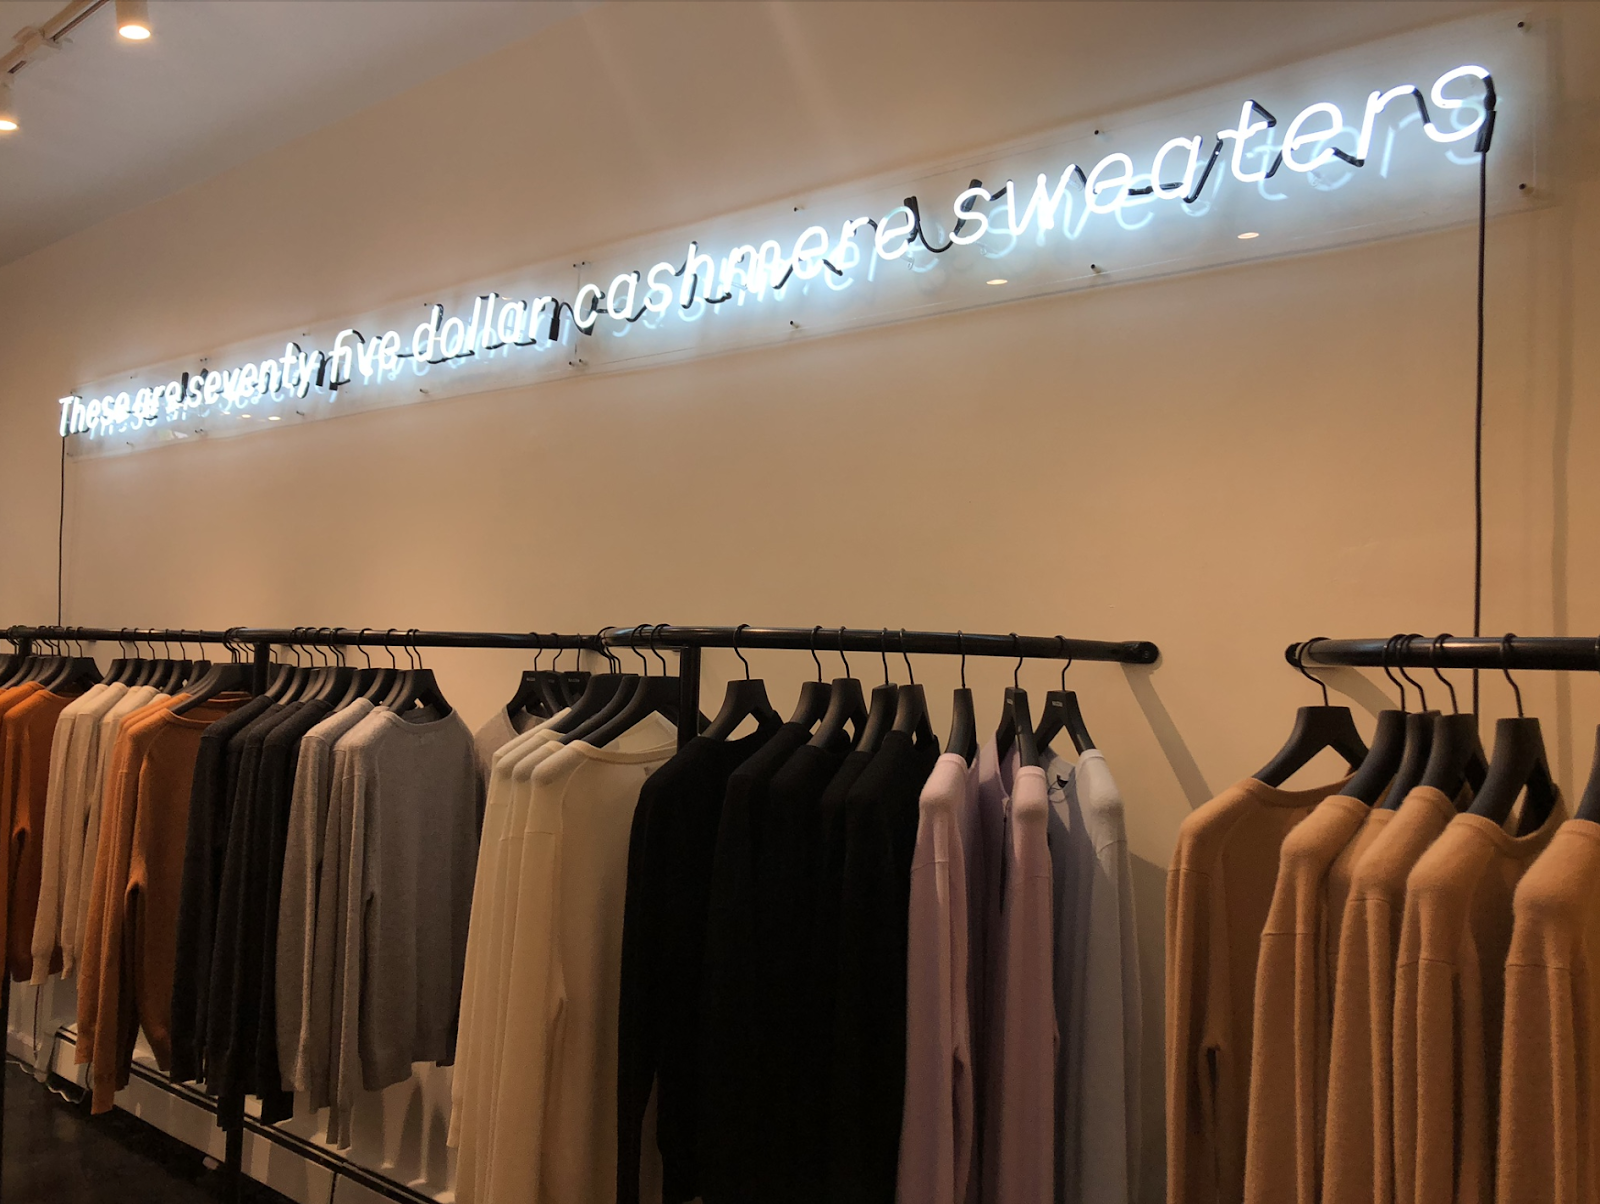 These are seventy five dollar cashmere sweaters